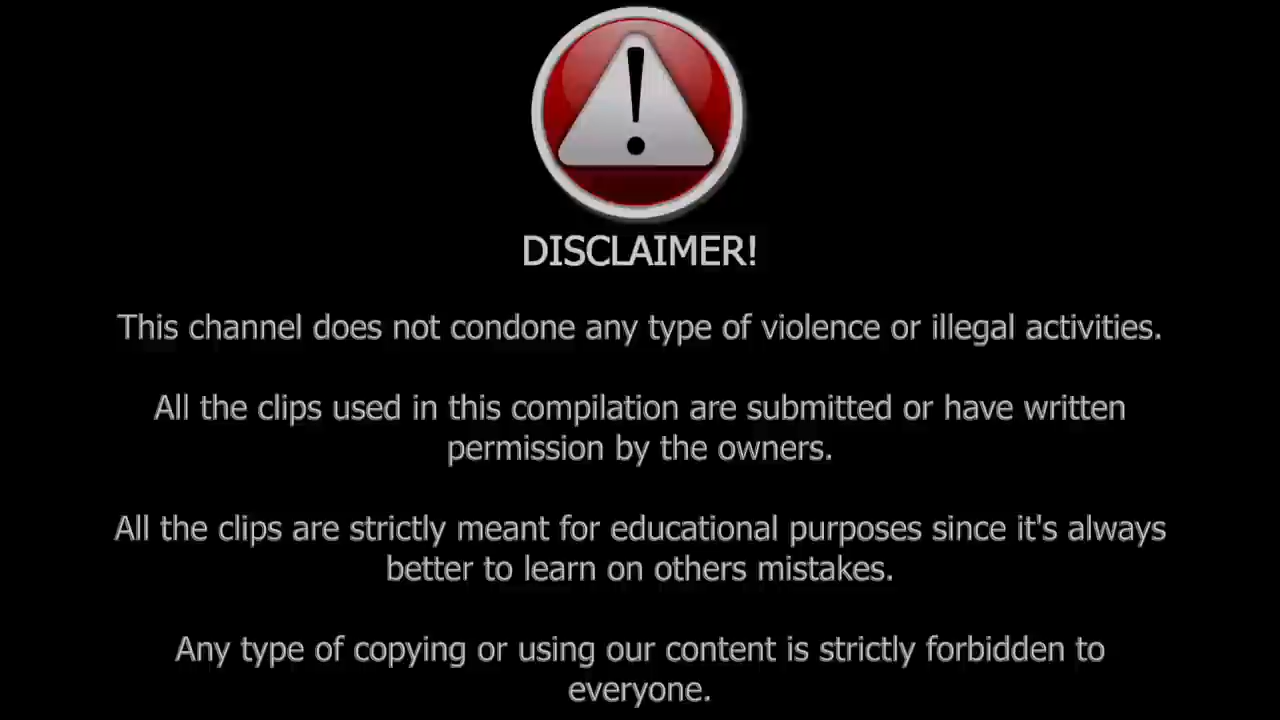 DISCLAIMER!
This channel does not condone any type of violence or illegal activities.
All the clips used in this compilation are submitted or have written
permission by the owners.
All the clips are strictly meant for educational purposes since it's always
better to learn on others mistakes.
Any type of copying or using our content is strictly forbidden to
everyone.